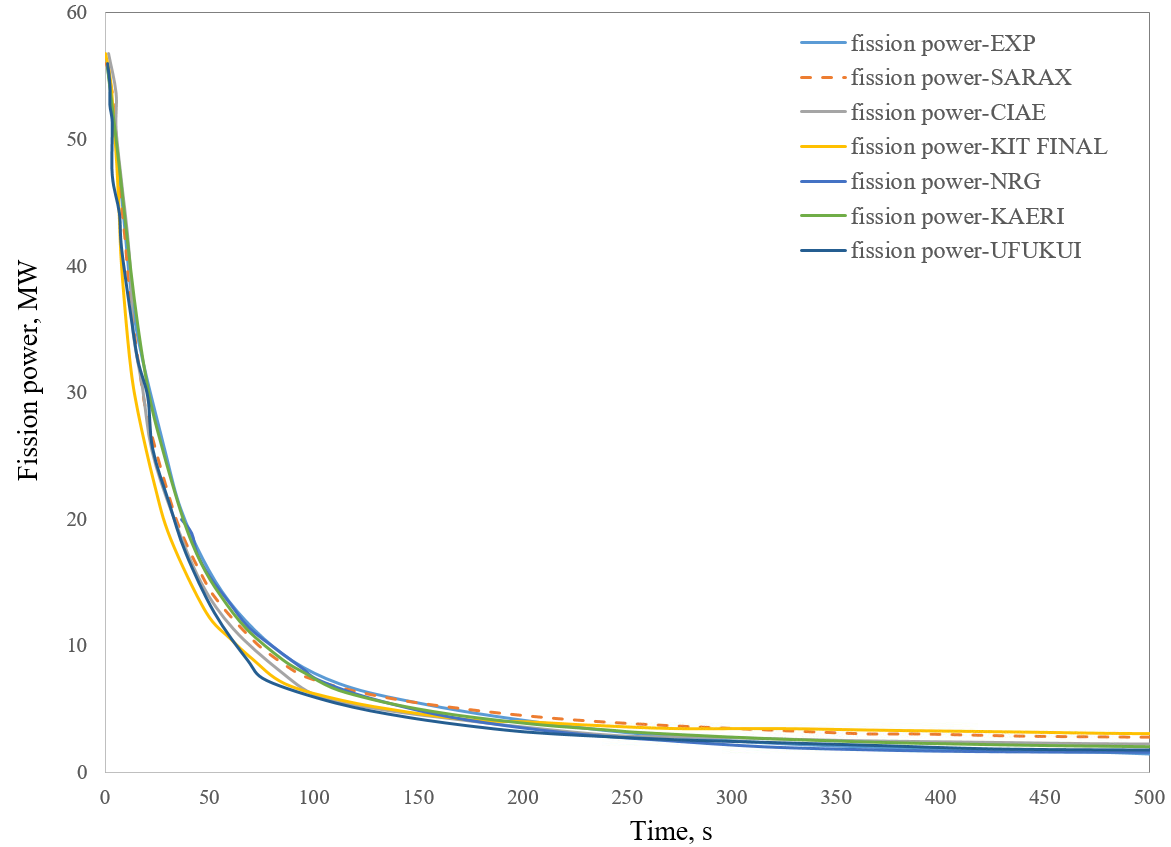 60
50
40
30
20
10
0
Fission power, MW
fission power-EXP
fission power-SARAX
fission power-CIAE
fission power-KIT FINAL
fission power-NRG
fission power-KAERI
fission power-UFUKUI
0 50 100 150 200 250 300 350 400 450 500
Time, s